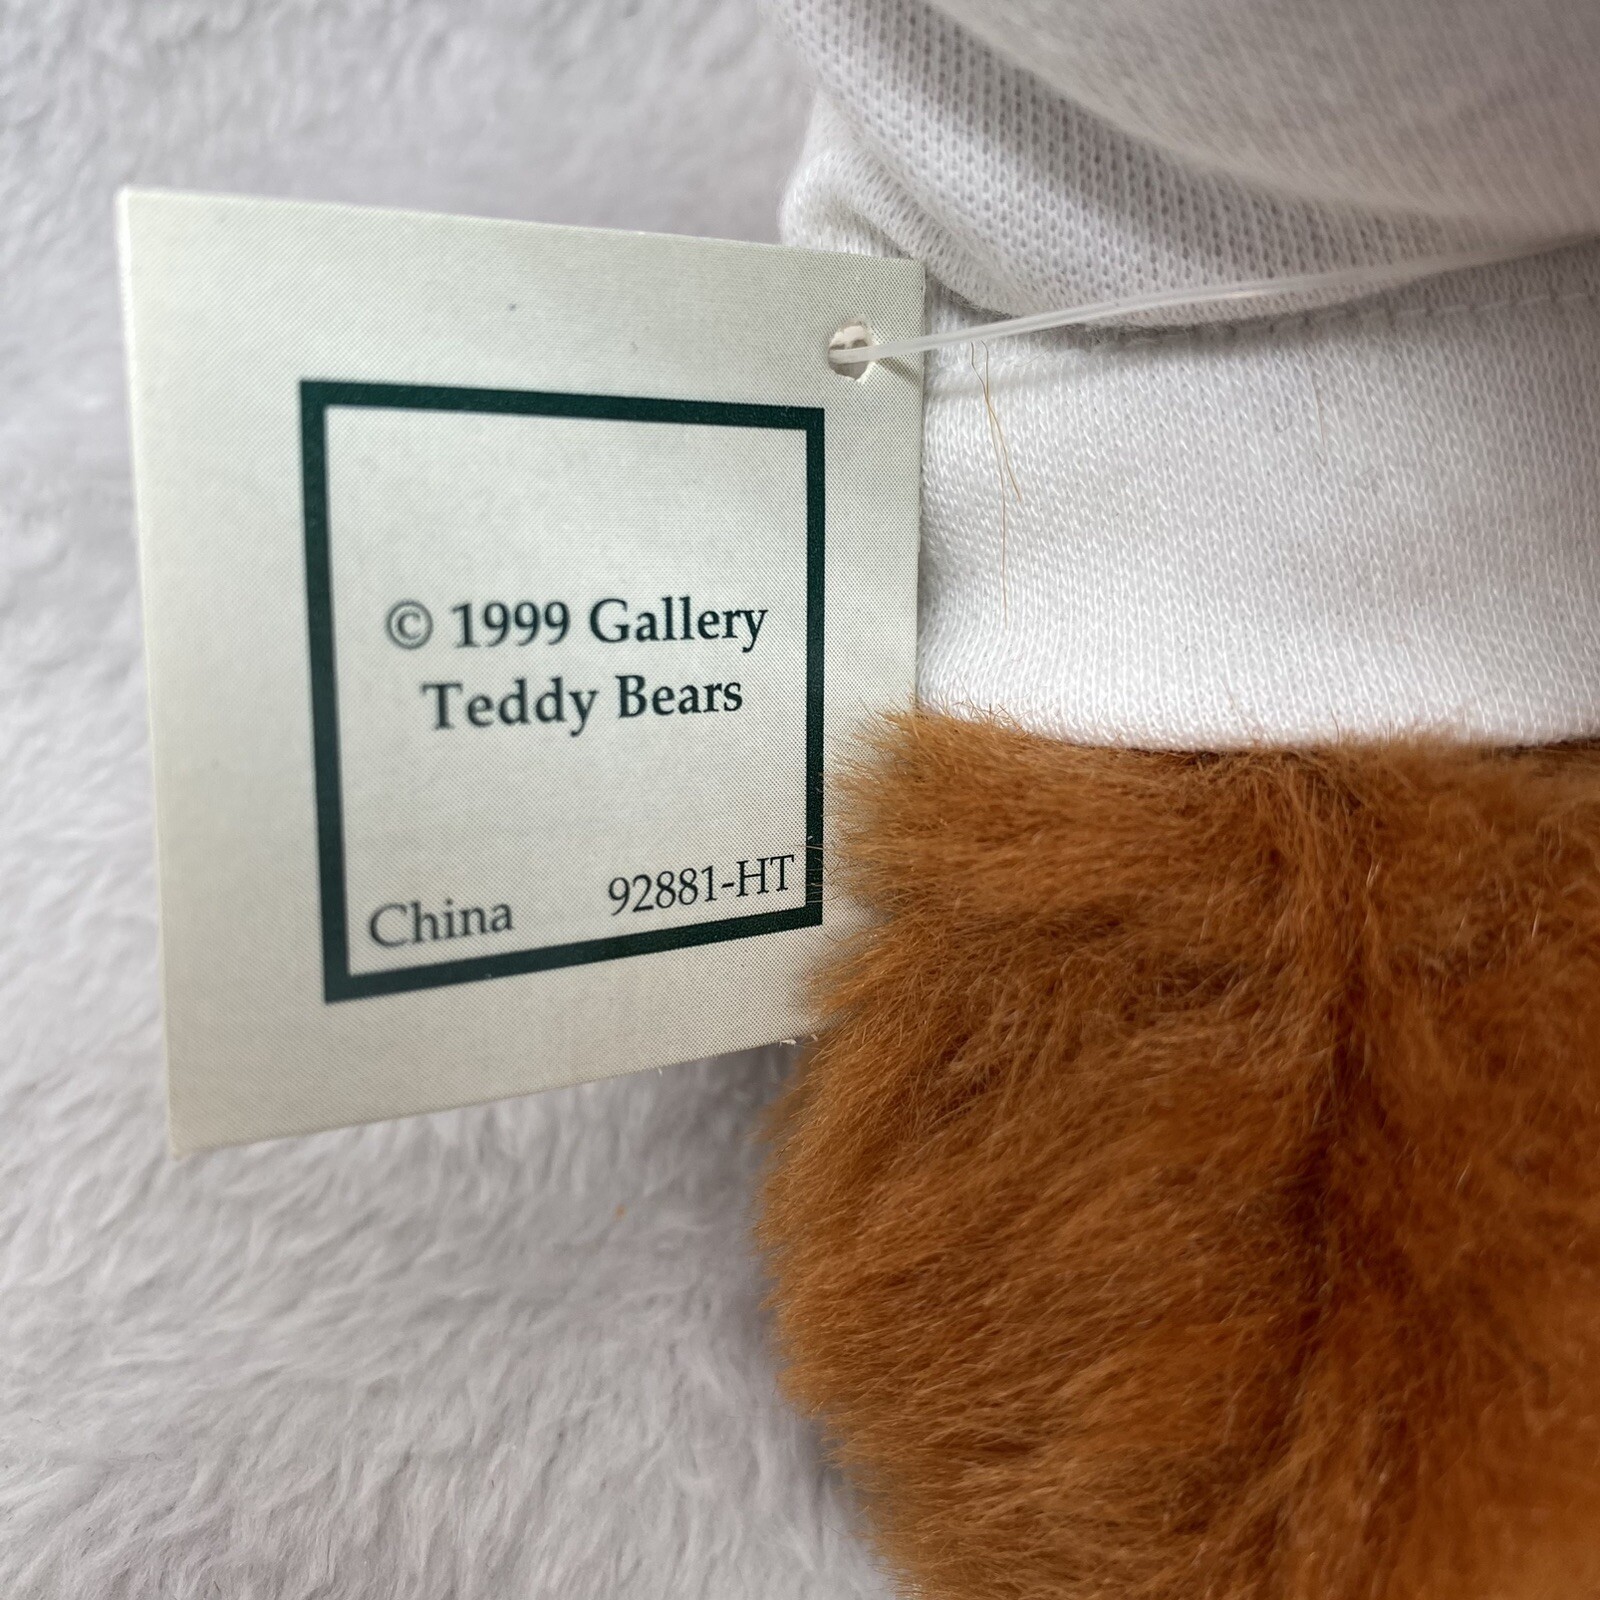 © 1999 Gallery
Teddy Bears
China 92881-HT